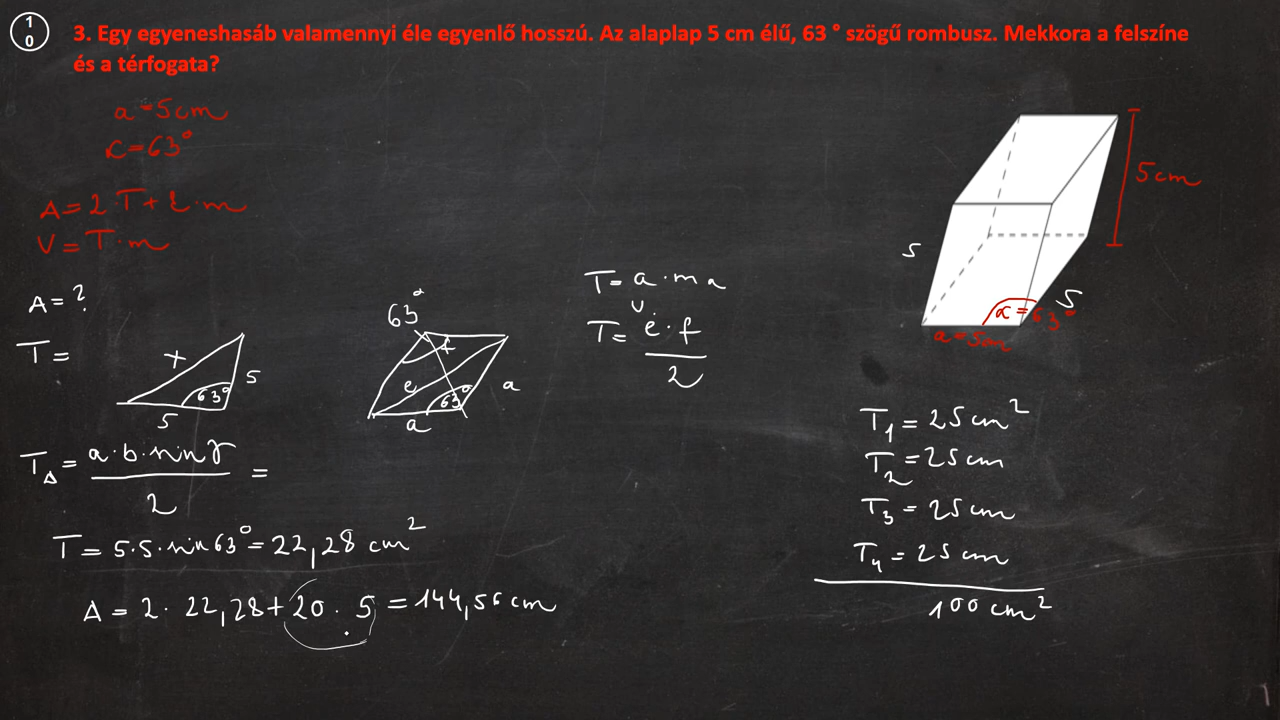 1
0
3. Egy egyeneshasáb valamennyi éle egyenlő hosszú. Az alaplap 5 cm élű, 63 ° szögű rombusz. Mekkora a felszíne
és a térfogata?
a=5cm
α=63°
A=2·T+k·m
V=T·m
A=?
T=
x
5
63°
5
63°
f
e
63°
a
a
T=a·ma
v
T=e·f
2
5cm
5
5
α=63°
a=5cm
TΔ=a·b·sinγ
2
=
T=5·5·sin63°=22,28 cm²
A=2·22,28+20·5=144,56cm
T1=25cm²
T2=25cm
T3=25cm
T4=25cm
100cm²